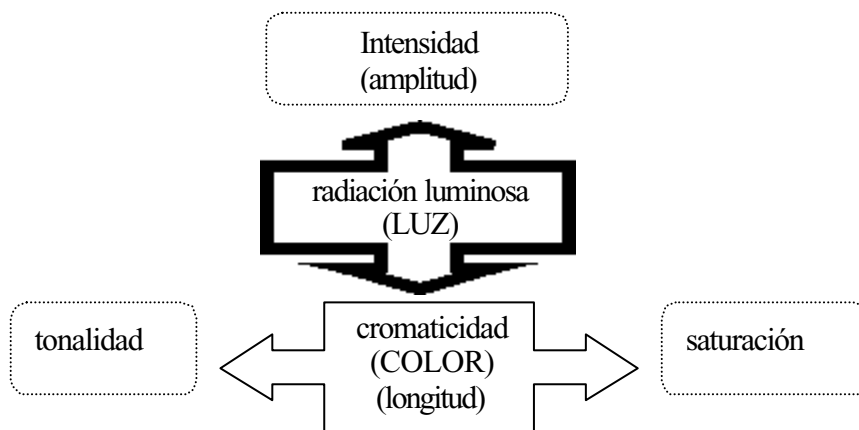 Intensidad
(amplitud)
radiación luminosa
(LUZ)
tonalidad
cromaticidad
(COLOR)
(longitud)
saturación